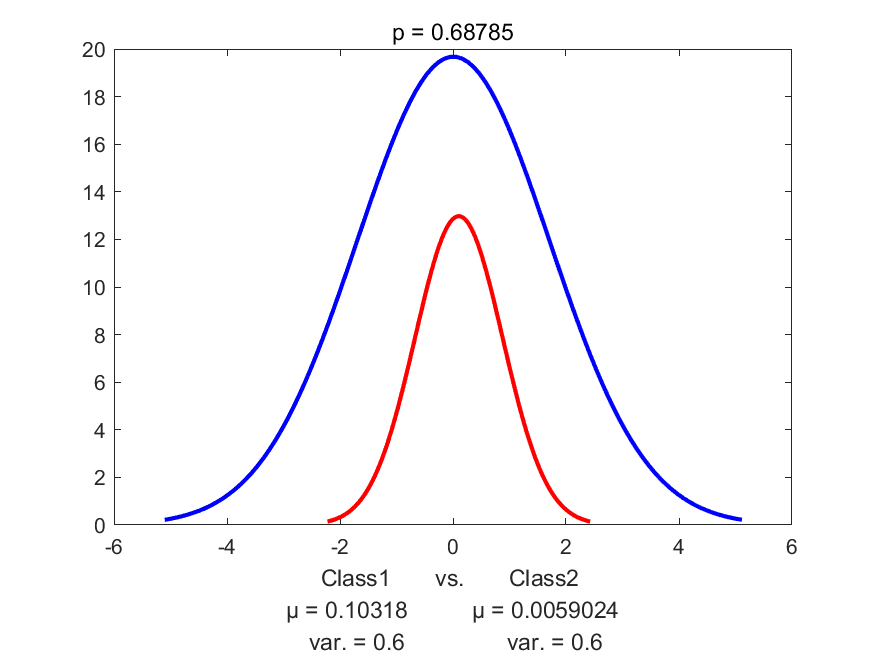 p = 0.68785
20
18
16
14
12
10
8
6
4
2
0
-6 -4 -2 0 2 4 6
Class1 vs. Class2
μ = 0.10318 μ = 0.0059024
var. = 0.6 var. = 0.6